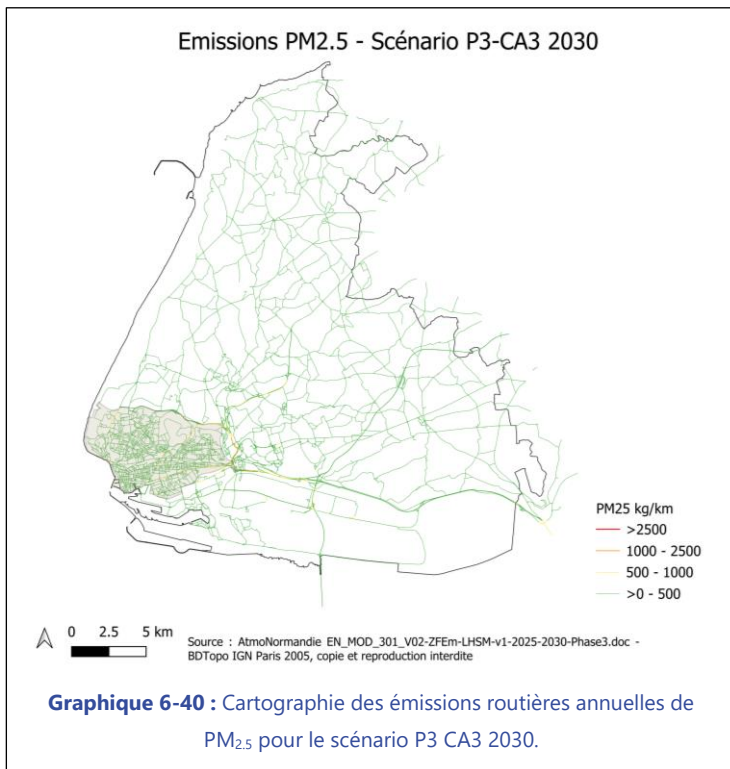 Emissions PM2.5 - Scénario P3-CA3 2030
PM25 kg/km
>2500
1000 - 2500
500 - 1000
>0 - 500
0 2.5 5 km
Source : AtmoNormandie EN_MOD_301_V02-ZFEm-LHSM-v1-2025-2030-Phase3.doc -
BDTopo IGN Paris 2005, copie et reproduction interdite
Graphique 6-40 : Cartographie des émissions routières annuelles de
PM2.5 pour le scénario P3 CA3 2030.